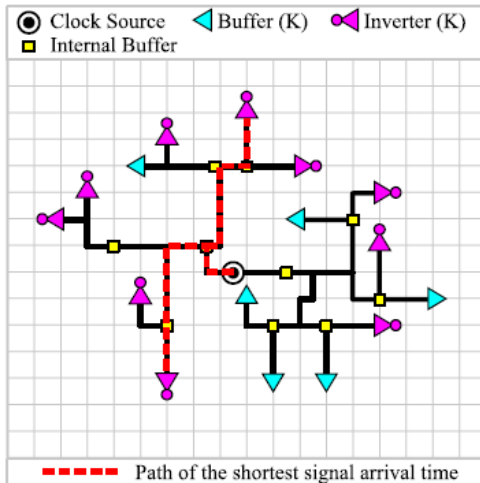 Clock Source Buffer (K) Inverter (K)
Internal Buffer
Path of the shortest signal arrival time